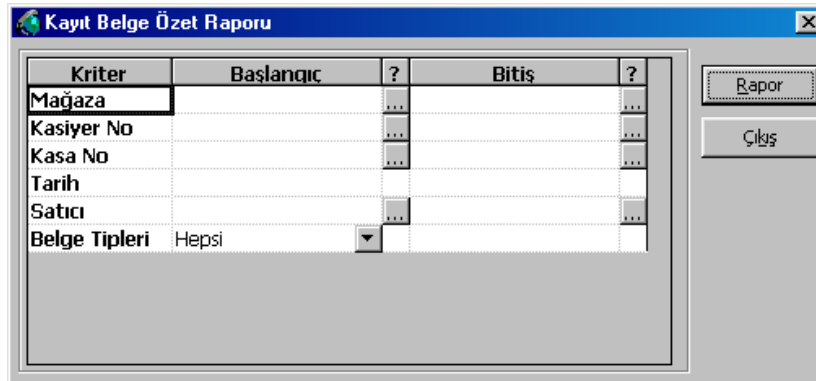 Kayıt Belge Özet Raporu
Kriter Başlangıç ? Bitiş ?
Mağaza ... ...
Kasiyer No ... ...
Kasa No ... ...
Tarih
Satıcı ... ...
Belge Tipleri Hepsi
Rapor
Çıkış